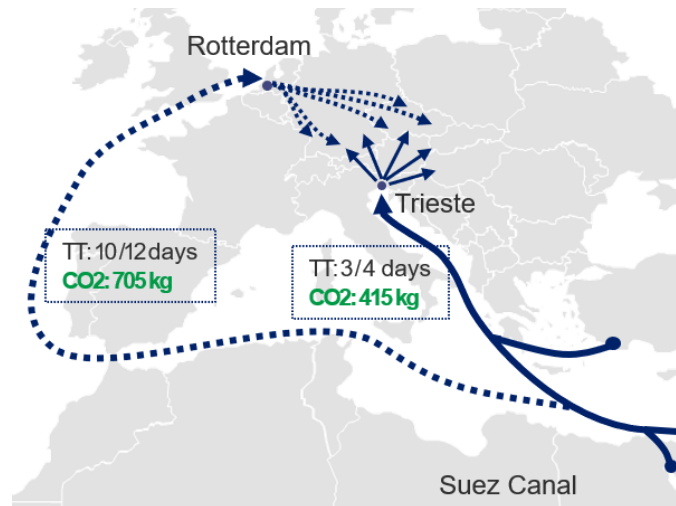 Rotterdam
Trieste
TT: 10/12 days
CO2: 705 kg
TT: 3/4 days
CO2: 415 kg
Suez Canal